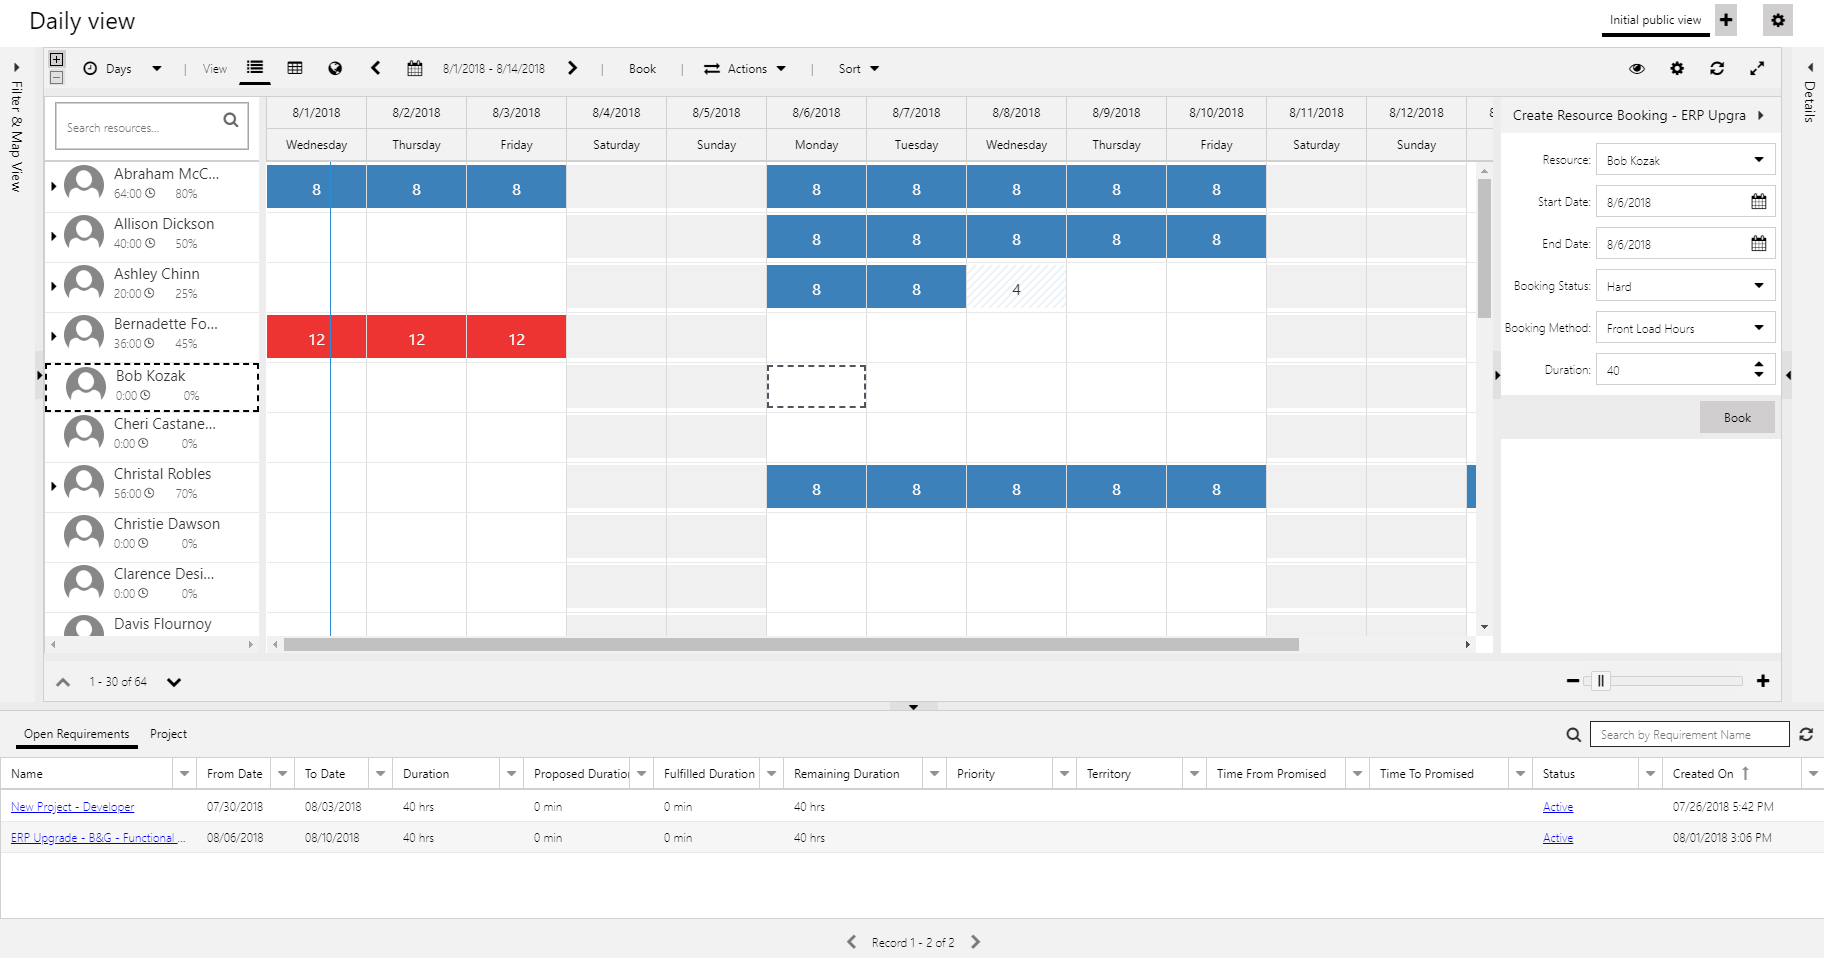 Daily view
Initial public view
Filter & Map View
Days
View
8/1/2018 - 8/14/2018
Book
Actions
Sort
Details
Search resources...
8/1/2018 8/2/2018 8/3/2018 8/4/2018 8/5/2018 8/6/2018 8/7/2018 8/8/2018 8/9/2018 8/10/2018 8/11/2018 8/12/2018
Wednesday Thursday Friday Saturday Sunday Monday Tuesday Wednesday Thursday Friday Saturday Sunday
Abraham McC...
64:00 80%
8 8 8 8 8 8 8 8
Allison Dickson
40:00 50%
8 8 8 8 8
Ashley Chinn
20:00 25%
8 8 4
Bernadette Fo...
36:00 45%
12 12 12
Bob Kozak
0:00 0%
Cheri Castane...
0:00 0%
Christal Robles
56:00 70%
8 8 8 8 8
Christie Dawson
0:00 0%
Clarence Desi...
0:00 0%
Davis Flournoy
Create Resource Booking - ERP Upgra
Resource: Bob Kozak
Start Date: 8/6/2018
End Date: 8/6/2018
Booking Status: Hard
Booking Method: Front Load Hours
Duration: 40
Book
1 - 30 of 64
Open Requirements Project
Search by Requirement Name
Name From Date To Date Duration Proposed Duration Fulfilled Duration Remaining Duration Priority Territory Time From Promised Time To Promised Status Created On
New Project - Developer 07/30/2018 08/03/2018 40 hrs 0 min 0 min 40 hrs Active 07/26/2018 5:42 PM
ERP Upgrade - B&G - Functional ... 08/06/2018 08/10/2018 40 hrs 0 min 0 min 40 hrs Active 08/01/2018 3:06 PM
Record 1 - 2 of 2